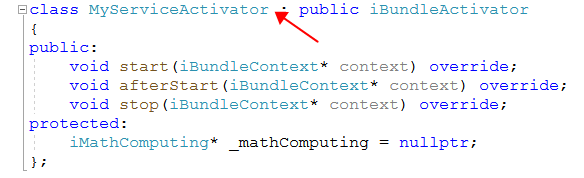 class MyServiceActivator : public iBundleActivator
{
public:
    void start(iBundleContext* context) override;
    void afterStart(iBundleContext* context) override;
    void stop(iBundleContext* context) override;
protected:
    iMathComputing* _mathComputing = nullptr;
};